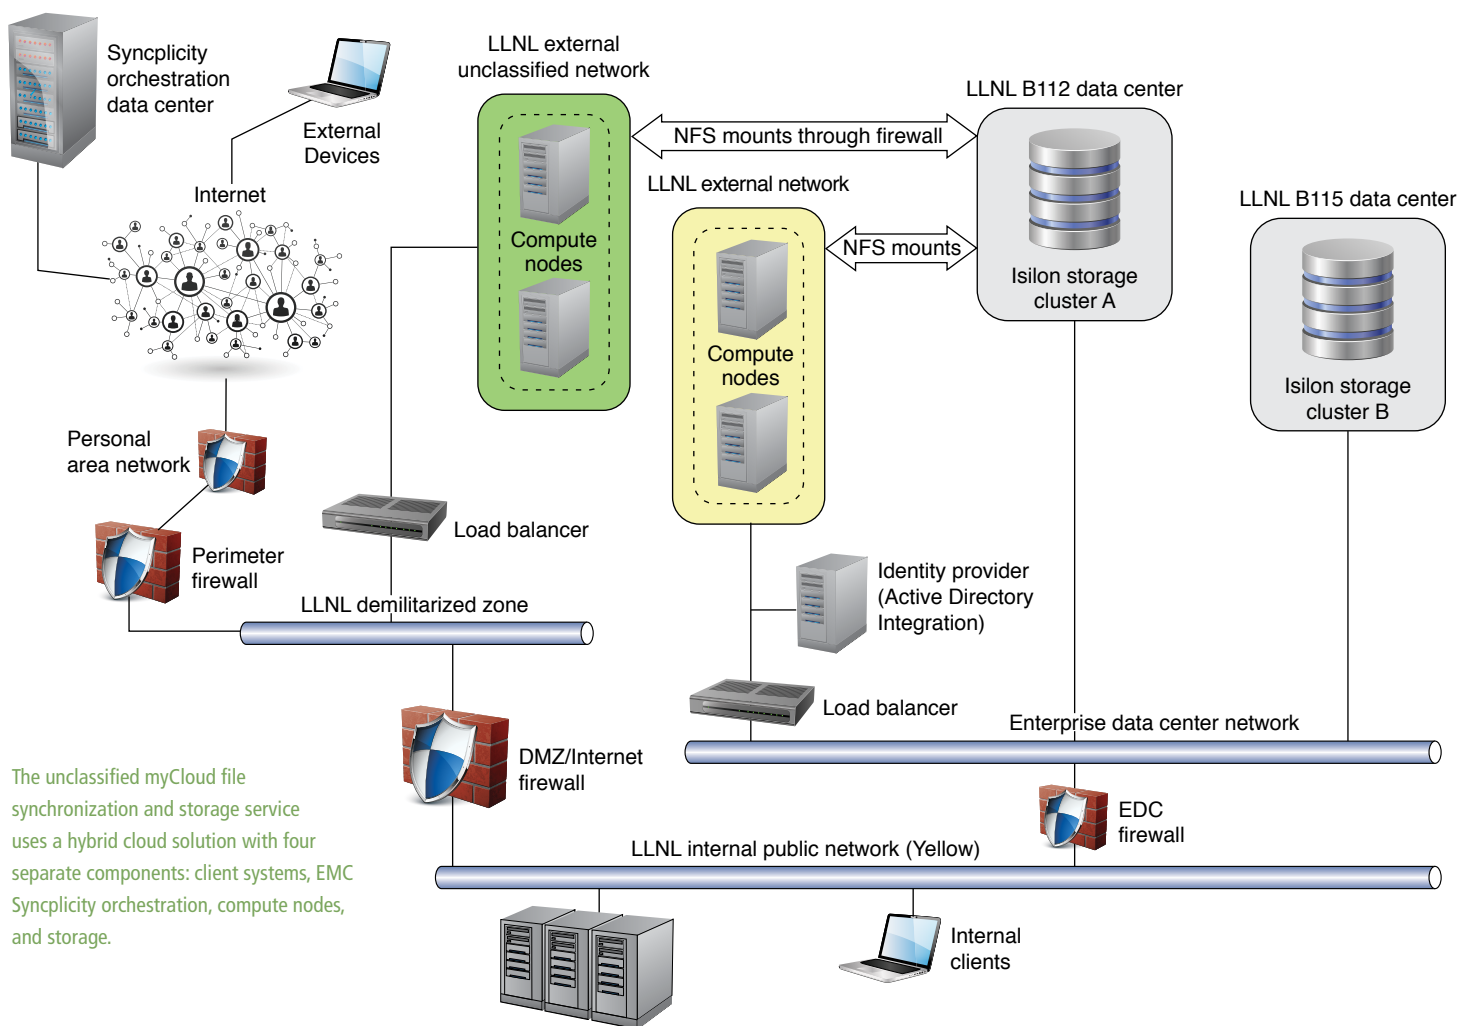 Syncplicity
orchestration
data center
External
Devices
Internet
LLNL external
unclassified network
Compute
nodes
NFS mounts through firewall
LLNL B112 data center
Isilon storage
cluster A
LLNL external network
NFS mounts
Compute
nodes
LLNL B115 data center
Isilon storage
cluster B
Personal
area network
Perimeter
firewall
Load balancer
LLNL demilitarized zone
Identity provider
(Active Directory
Integration)
Load balancer
Enterprise data center network
DMZ/Internet
firewall
EDC
firewall
LLNL internal public network (Yellow)
Internal
clients
The unclassified myCloud file
synchronization and storage service
uses a hybrid cloud solution with four
separate components: client systems, EMC
Syncplicity orchestration, compute nodes,
and storage.